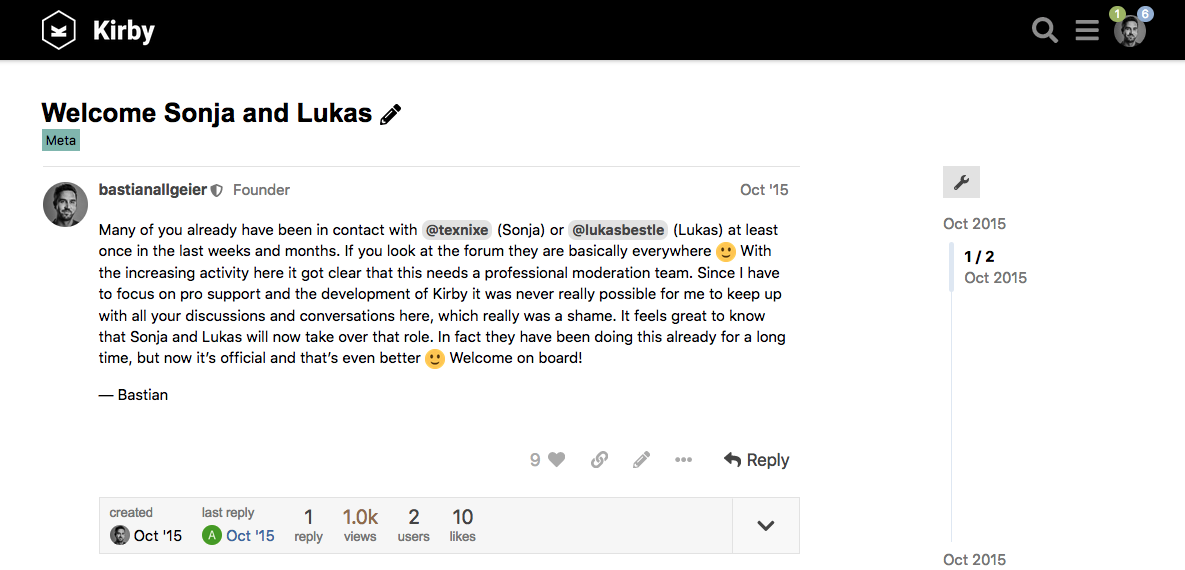 Kirby
1 6
Welcome Sonja and Lukas
Meta
bastianallgeier Founder Oct '15
Many of you already have been in contact with @texnixe (Sonja) or @lukasbestle (Lukas) at least
once in the last weeks and months. If you look at the forum they are basically everywhere 🙂 With
the increasing activity here it got clear that this needs a professional moderation team. Since I have
to focus on pro support and the development of Kirby it was never really possible for me to keep up
with all your discussions and conversations here, which really was a shame. It feels great to know
that Sonja and Lukas will now take over that role. In fact they have been doing this already for a long
time, but now it’s official and that’s even better 🙂 Welcome on board!
— Bastian
9 Reply
created last reply 1 1.0k 2 10
Oct '15 A Oct '15 reply views users likes
Oct 2015
1 / 2
Oct 2015
Oct 2015